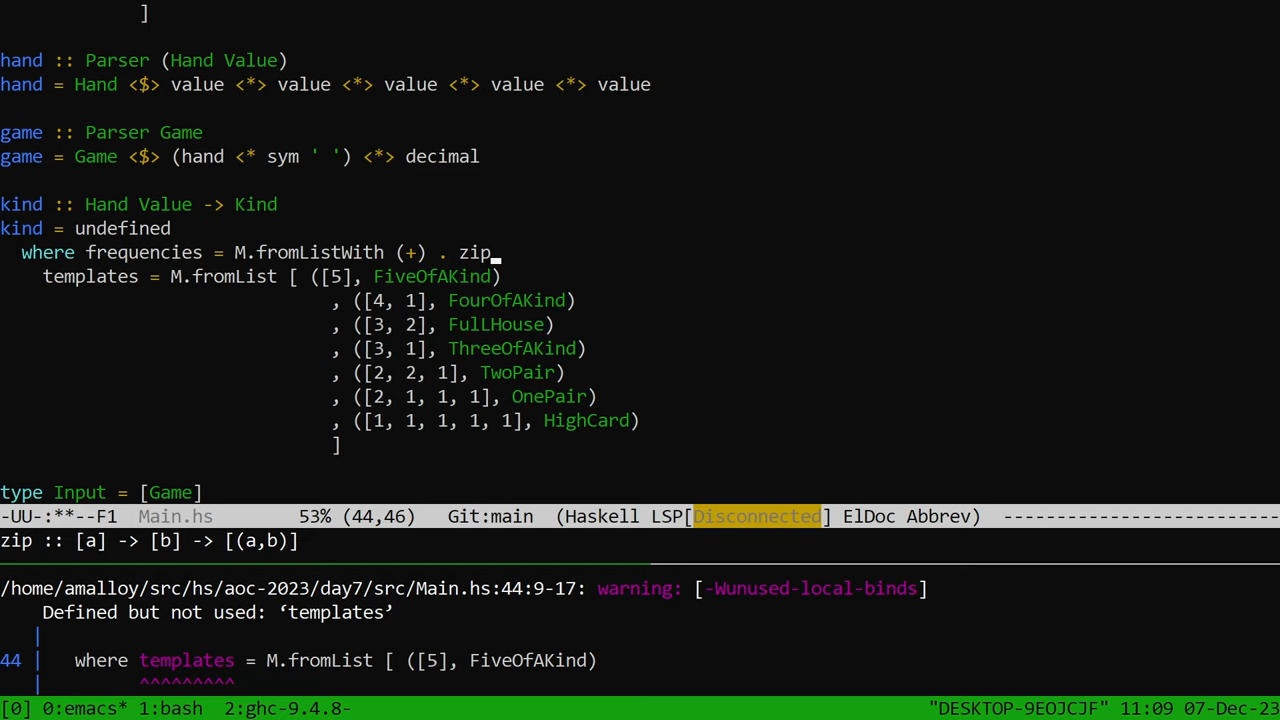 ]
hand :: Parser (Hand Value)
hand = Hand <$> value <*> value <*> value <*> value <*> value
game :: Parser Game
game = Game <$> (hand <* sym ' ') <*> decimal
kind :: Hand Value -> Kind
kind = undefined
where frequencies = M.fromListWith (+) . zip
templates = M.fromList [ ([5], FiveOfAKind)
, ([4, 1], FourOfAKind)
, ([3, 2], FulLHouse)
, ([3, 1], ThreeOfAKind)
, ([2, 2, 1], TwoPair)
, ([2, 1, 1, 1], OnePair)
, ([1, 1, 1, 1, 1], HighCard)
]
type Input = [Game]
-UU-:**--F1 Main.hs 53% (44,46) Git:main (Haskell LSP[Disconnected] ElDoc Abbrev) ----------------------------
zip :: [a] -> [b] -> [(a,b)]
/home/amalloy/src/hs/aoc-2023/day7/src/Main.hs:44:9-17: warning: [-Wunused-local-binds]
Defined but not used: ‘templates’
|
44 | where templates = M.fromList [ ([5], FiveOfAKind)
| ^^^^^^^^^
[0] 0:emacs* 1:bash 2:ghc-9.4.8- "DESKTOP-9EOJCJF" 11:09 07-Dec-23